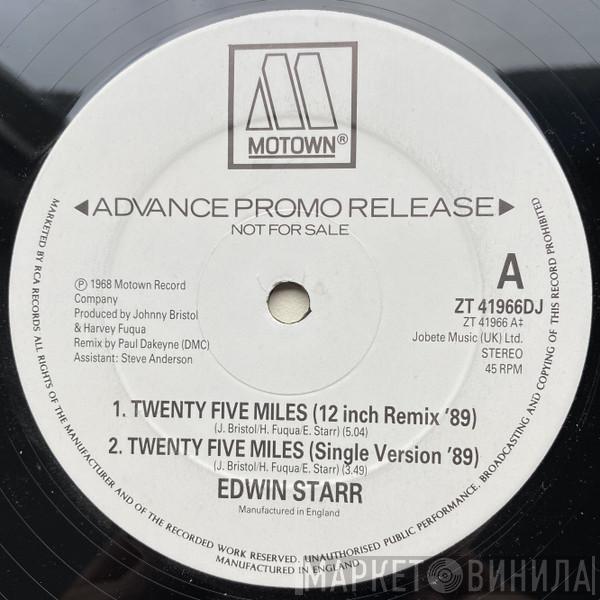 MOTOWN®
◀ADVANCE PROMO RELEASE▶
NOT FOR SALE
A
ZT 41966DJ
ZT 41966 A‡
Jobete Music (UK) Ltd.
STEREO
45 RPM
℗ 1968 Motown Record
Company
Produced by Johnny Bristol
& Harvey Fuqua
Remix by Paul Dakeyne (DMC)
Assistant: Steve Anderson
1. TWENTY FIVE MILES (12 inch Remix '89)
(J. Bristol/H. Fuqua/E. Starr) (5.04)
2. TWENTY FIVE MILES (Single Version '89)
(J. Bristol/H. Fuqua/E. Starr) (3.49)
EDWIN STARR
Manufactured in England
MARKETED BY RCA RECORDS ALL RIGHTS OF THE MANUFACTURER AND OF THE RECORDED WORK RESERVED. UNAUTHORISED PUBLIC PERFORMANCE, BROADCASTING AND COPYING OF THIS RECORD PROHIBITED
MANUFACTURED IN ENGLAND
МАРКЕТ ВИНИЛА